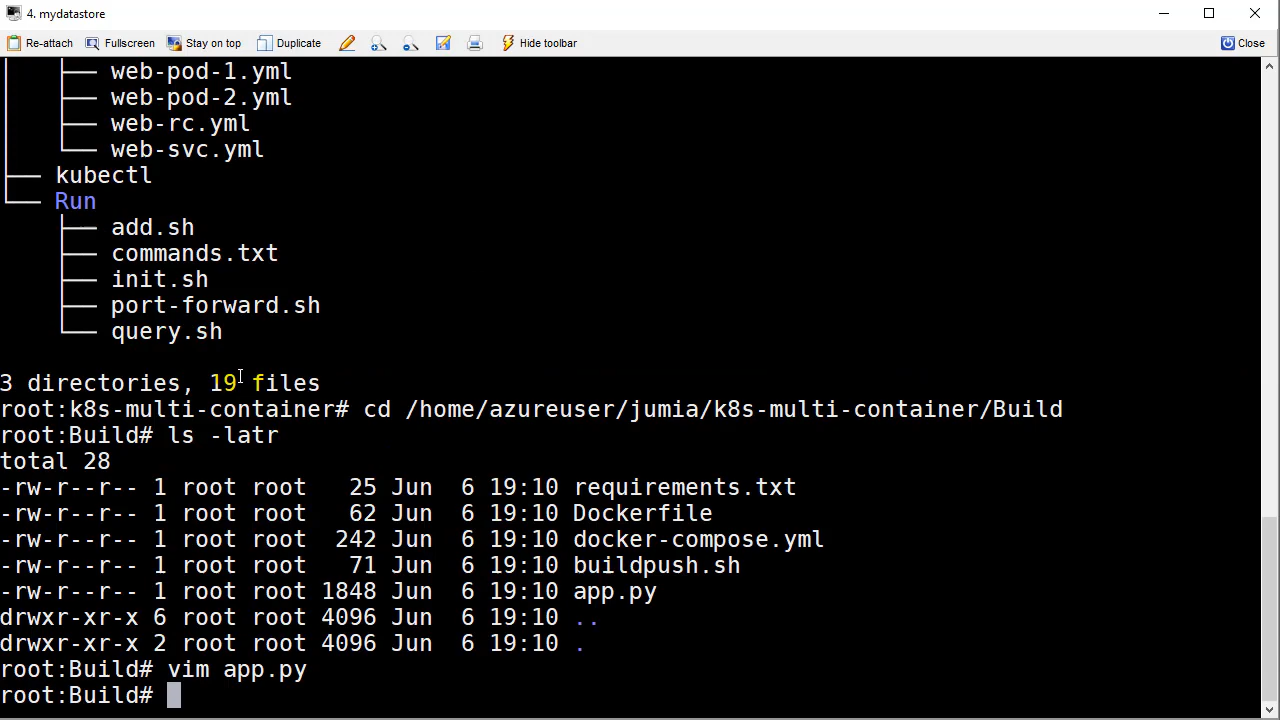 4. mydatastore
Re-attach Fullscreen Stay on top Duplicate Hide toolbar Close
│   ├── web-pod-1.yml
│   ├── web-pod-2.yml
│   ├── web-rc.yml
│   └── web-svc.yml
├── kubectl
└── Run
    ├── add.sh
    ├── commands.txt
    ├── init.sh
    ├── port-forward.sh
    └── query.sh
3 directories, 19 files
root:k8s-multi-container# cd /home/azureuser/jumia/k8s-multi-container/Build
root:Build# ls -latr
total 28
-rw-r--r-- 1 root root   25 Jun  6 19:10 requirements.txt
-rw-r--r-- 1 root root   62 Jun  6 19:10 Dockerfile
-rw-r--r-- 1 root root  242 Jun  6 19:10 docker-compose.yml
-rw-r--r-- 1 root root   71 Jun  6 19:10 buildpush.sh
-rw-r--r-- 1 root root 1848 Jun  6 19:10 app.py
drwxr-xr-x 6 root root 4096 Jun  6 19:10 ..
drwxr-xr-x 2 root root 4096 Jun  6 19:10 .
root:Build# vim app.py
root:Build#